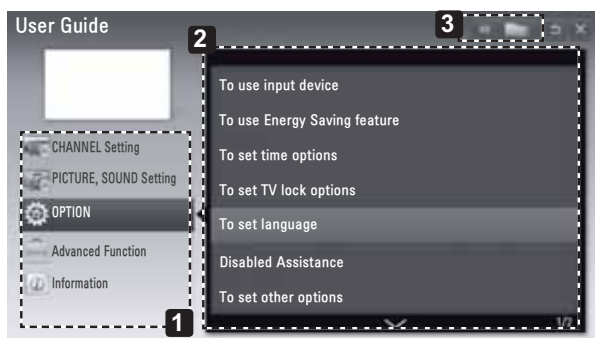 User Guide
3
2
To use input device
To use Energy Saving feature
To set time options
To set TV lock options
To set language
Disabled Assistance
To set other options
1/2
CHANNEL Setting
PICTURE, SOUND Setting
OPTION
Advanced Function
Information
1